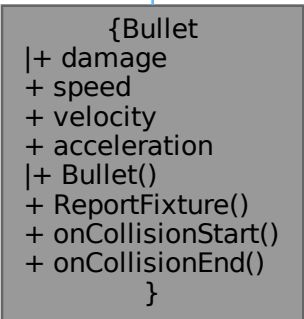 {Bullet
|+ damage
+ speed
+ velocity
+ acceleration
|+ Bullet()
+ ReportFixture()
+ onCollisionStart()
+ onCollisionEnd()
}